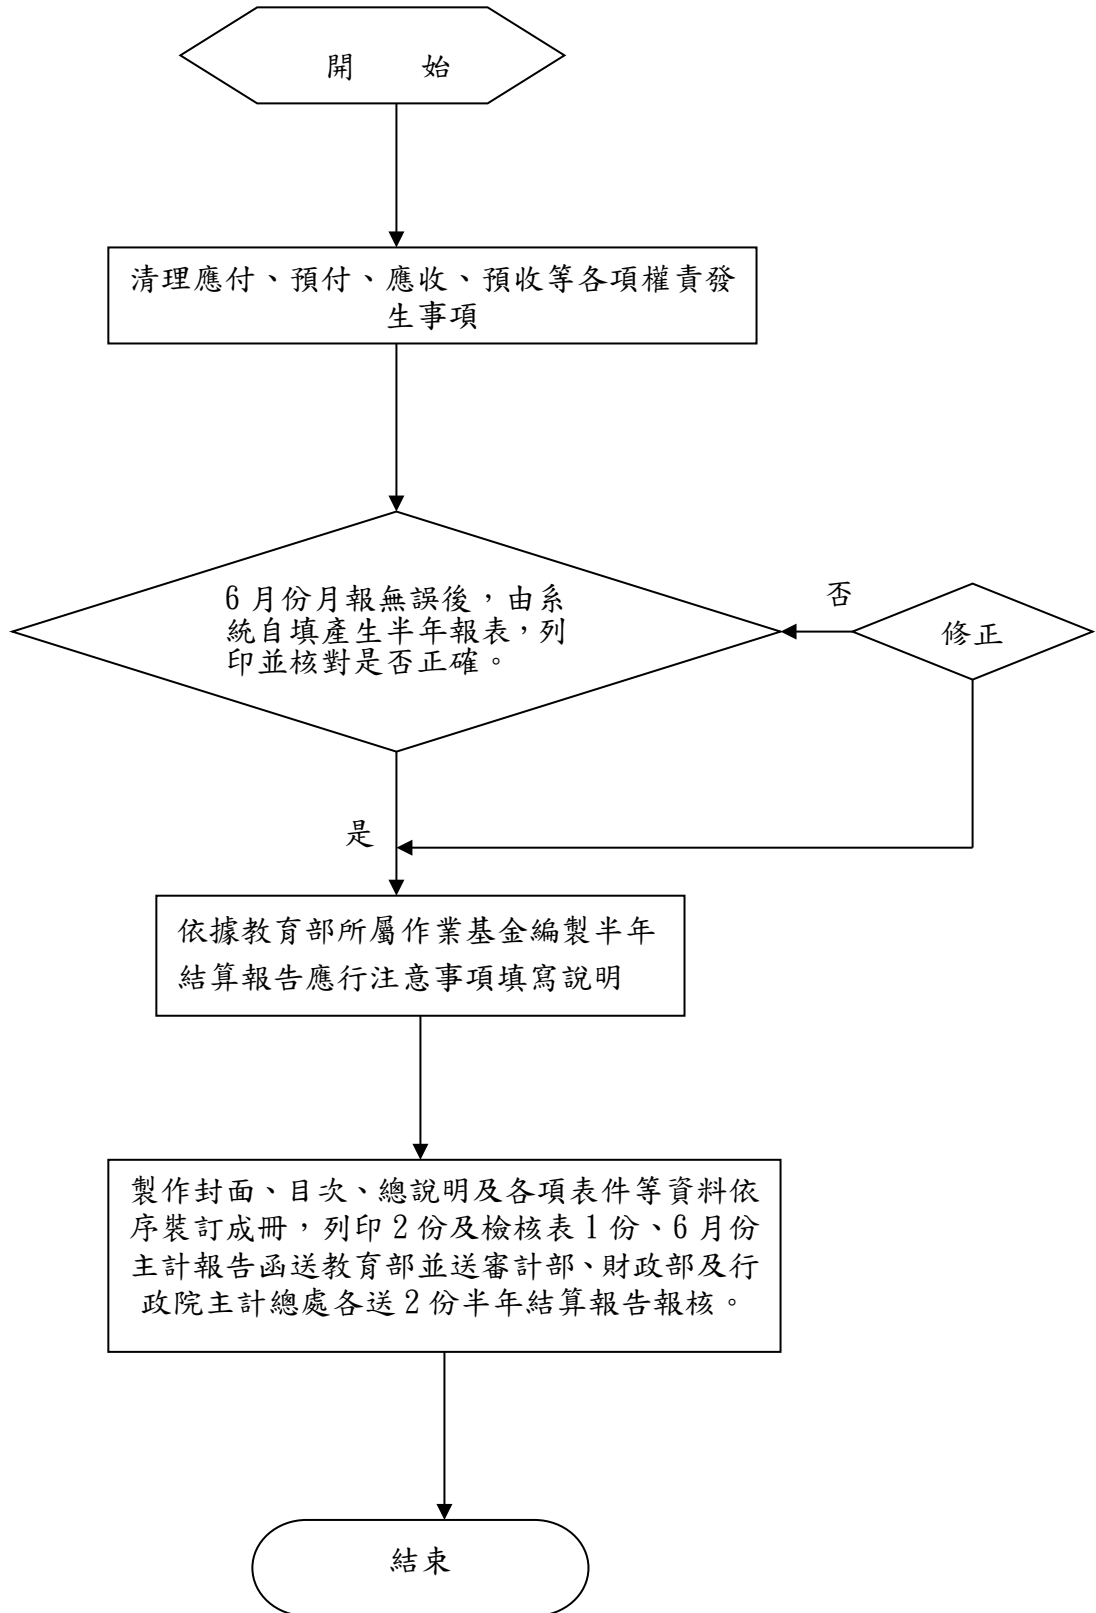 開　　始
清理應付、預付、應收、預收等各項權責發
生事項
6 月份月報無誤後，由系
統自填產生半年報表，列
印並核對是否正確。
否
修正
是
依據教育部所屬作業基金編製半年
結算報告應行注意事項填寫說明
製作封面、目次、總說明及各項表件等資料依
序裝訂成冊，列印 2 份及檢核表 1 份、6 月份
主計報告函送教育部並送審計部、財政部及行
政院主計總處各送 2 份半年結算報告報核。
結束